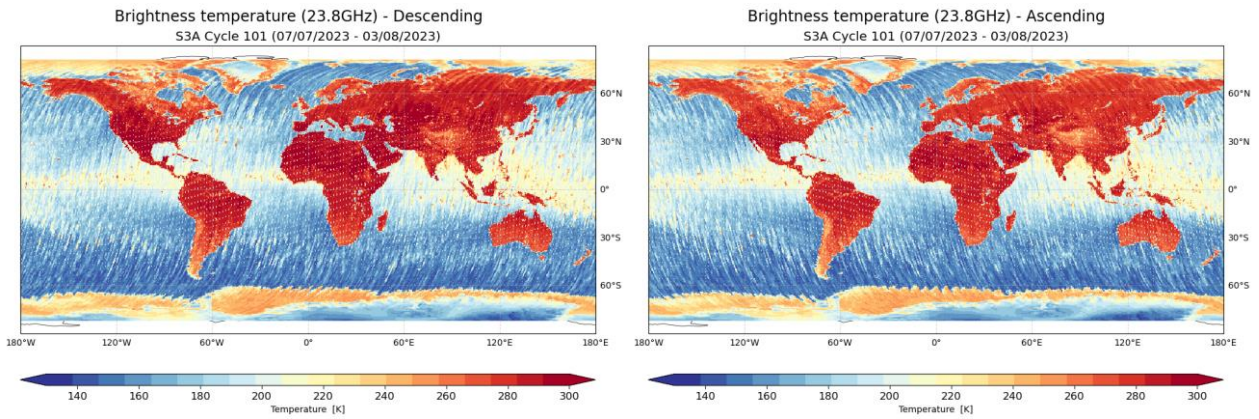 Brightness temperature (23.8GHz) - Descending
S3A Cycle 101 (07/07/2023 - 03/08/2023)
60°N
30°N
0°
30°S
60°S
180°W 120°W 60°W 0° 60°E 120°E 180°E
140 160 180 200 220 240 260 280 300
Temperature [K]
Brightness temperature (23.8GHz) - Ascending
S3A Cycle 101 (07/07/2023 - 03/08/2023)
60°N
30°N
0°
30°S
60°S
180°W 120°W 60°W 0° 60°E 120°E 180°E
140 160 180 200 220 240 260 280 300
Temperature [K]